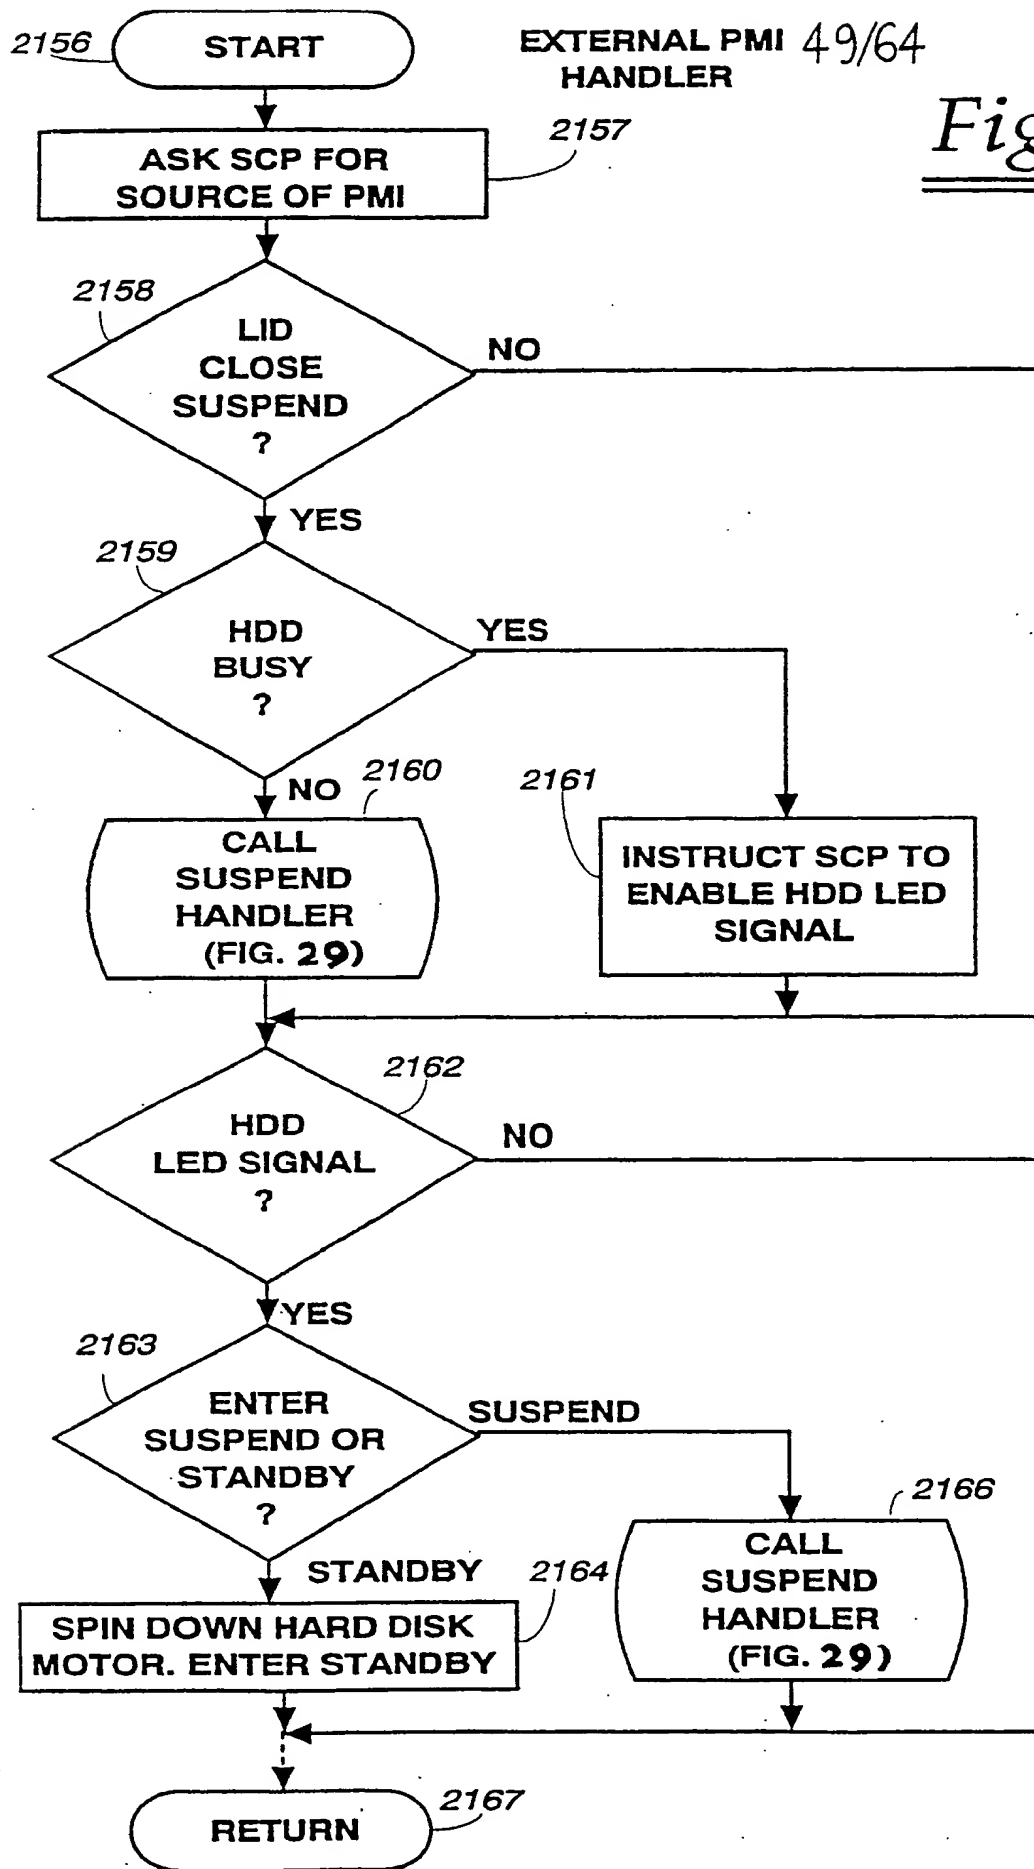 2156
START
EXTERNAL PMI 49/64
HANDLER
Fig
2157
ASK SCP FOR
SOURCE OF PMI
2158
LID
CLOSE
SUSPEND
?
NO
YES
2159
HDD
BUSY
?
YES
NO
2160
CALL
SUSPEND
HANDLER
(FIG. 29)
2161
INSTRUCT SCP TO
ENABLE HDD LED
SIGNAL
2162
HDD
LED SIGNAL
?
NO
YES
2163
ENTER
SUSPEND OR
STANDBY
?
SUSPEND
STANDBY
2164
SPIN DOWN HARD DISK
MOTOR. ENTER STANDBY
2166
CALL
SUSPEND
HANDLER
(FIG. 29)
RETURN
2167